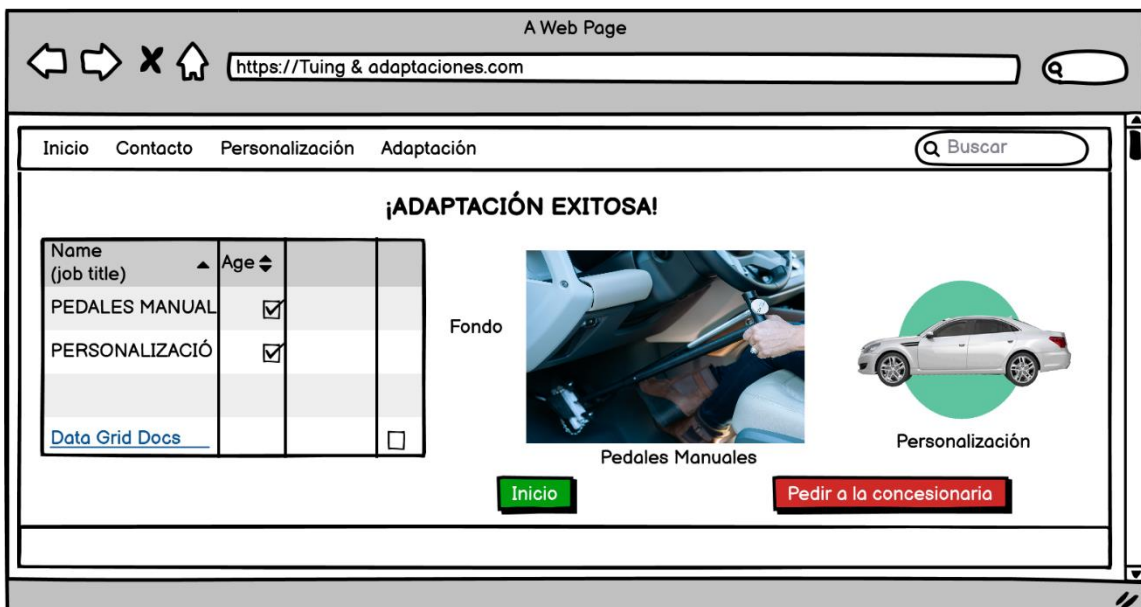 A Web Page
https://Tuing & adaptaciones.com
Inicio Contacto Personalización Adaptación
Buscar
¡ADAPTACIÓN EXITOSA!
Name
(job title)
Age
PEDALES MANUAL
PERSONALIZACIÓ
Data Grid Docs
Fondo
Pedales Manuales
Personalización
Inicio
Pedir a la concesionaria